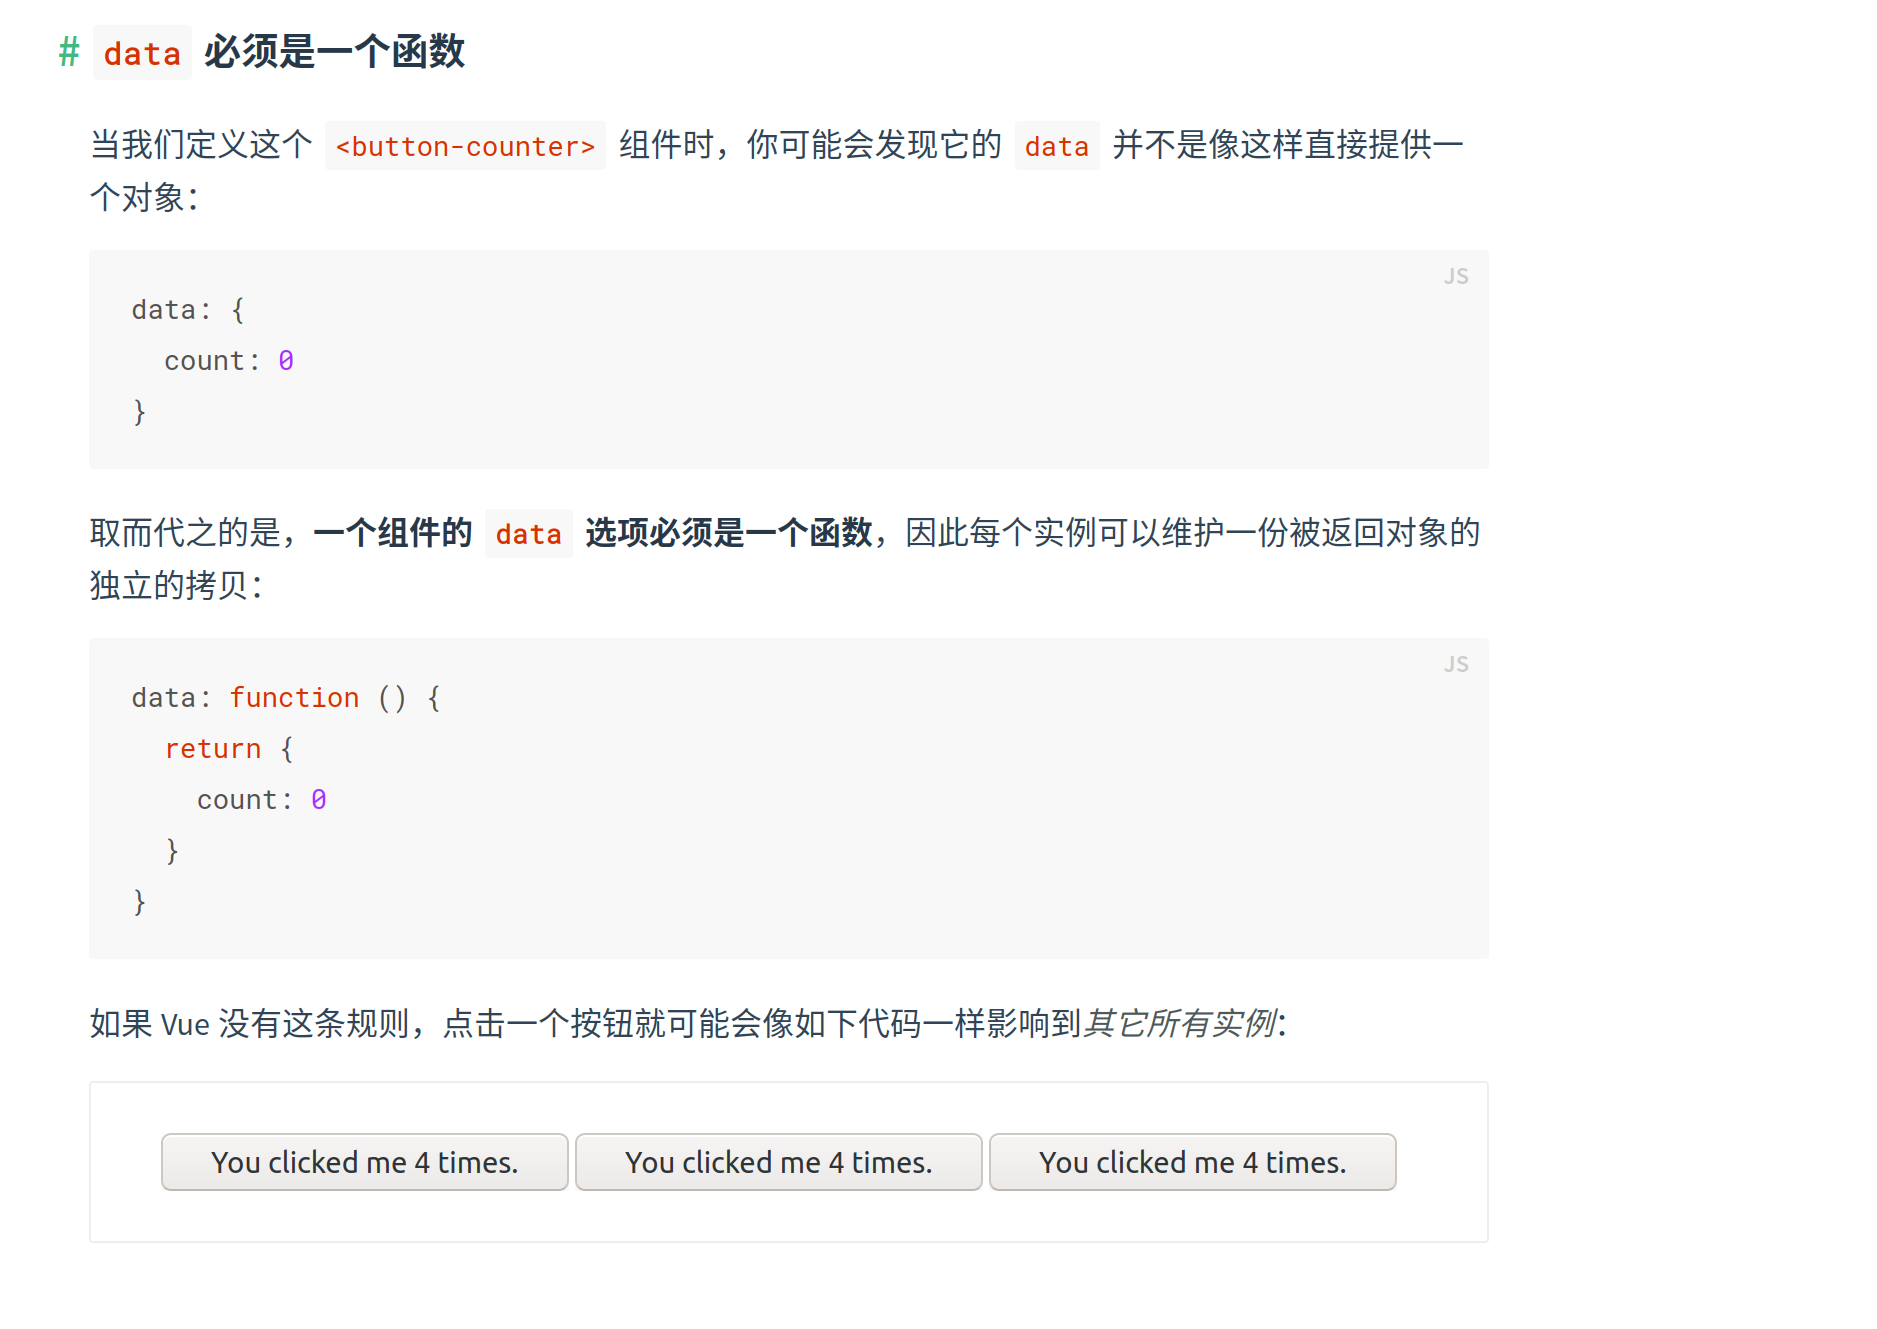 # data 必须是一个函数
当我们定义这个 <button-counter> 组件时，你可能会发现它的 data 并不是像这样直接提供一
个对象：
JS
data: {
  count: 0
}
取而代之的是，一个组件的 data 选项必须是一个函数，因此每个实例可以维护一份被返回对象的
独立的拷贝：
JS
data: function () {
  return {
    count: 0
  }
}
如果 Vue 没有这条规则，点击一个按钮就可能会像如下代码一样影响到其它所有实例：
You clicked me 4 times. You clicked me 4 times. You clicked me 4 times.